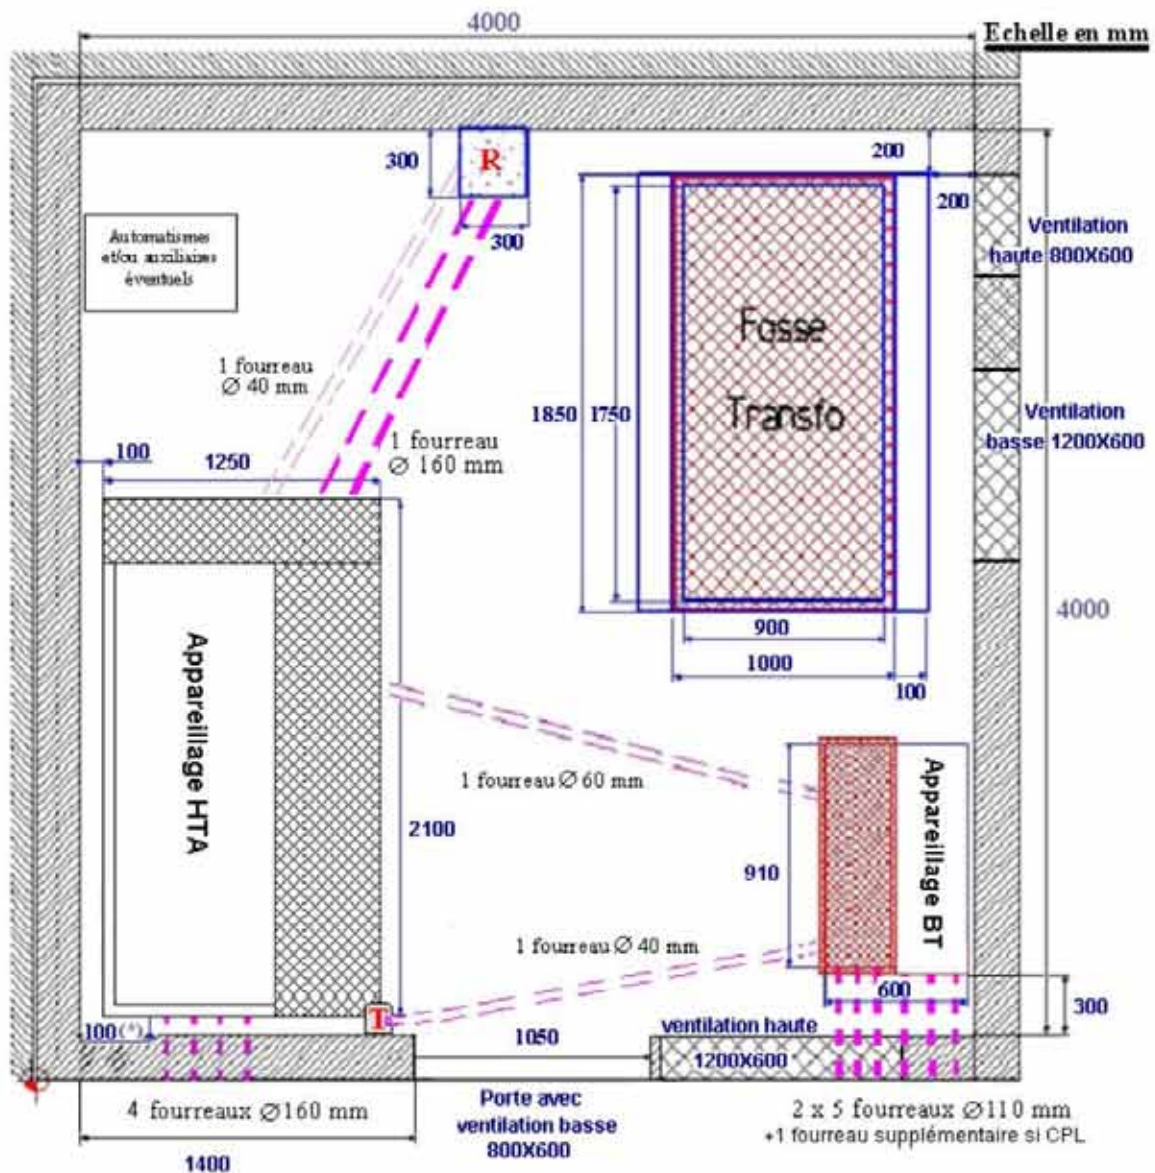 4000
Echelle en mm
300
R
200
200
300
Automatismes
et/ou auxiliaires
éventuels
Ventilation
haute 800X600
1 fourreau
Ø 40 mm
Fosse
Transfo
1850
1750
Ventilation
basse 1200X600
1 fourreau
Ø 160 mm
100
1250
4000
900
1000
100
Appareillage HTA
1 fourreau Ø 60 mm
2100
910
Appareillage BT
1 fourreau Ø 40 mm
600
300
T
100(*)
1050
ventilation haute
1200X600
4 fourreaux Ø160 mm
Porte avec
ventilation basse
800X600
2 x 5 fourreaux Ø110 mm
+1 fourreau supplémentaire si CPL
1400